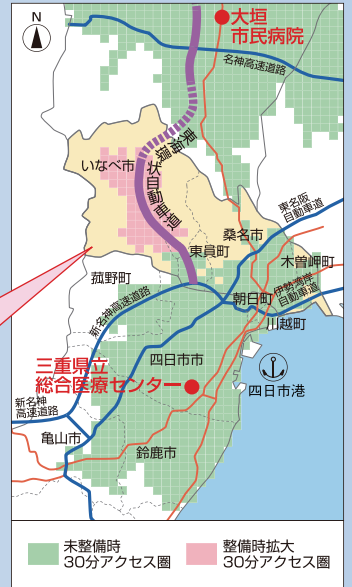 N
大垣
市民病院
名神高速道路
東海環状自動車道
いなべ市
東員町
桑名市
東名阪
自動車道
木曽岬町
菰野町
新名神高速道路
朝日町
伊勢湾岸
自動車道
川越町
三重県立
総合医療センター
四日市市
四日市港
新名神
高速道路
亀山市
鈴鹿市
未整備時
30分アクセス圏
整備時拡大
30分アクセス圏